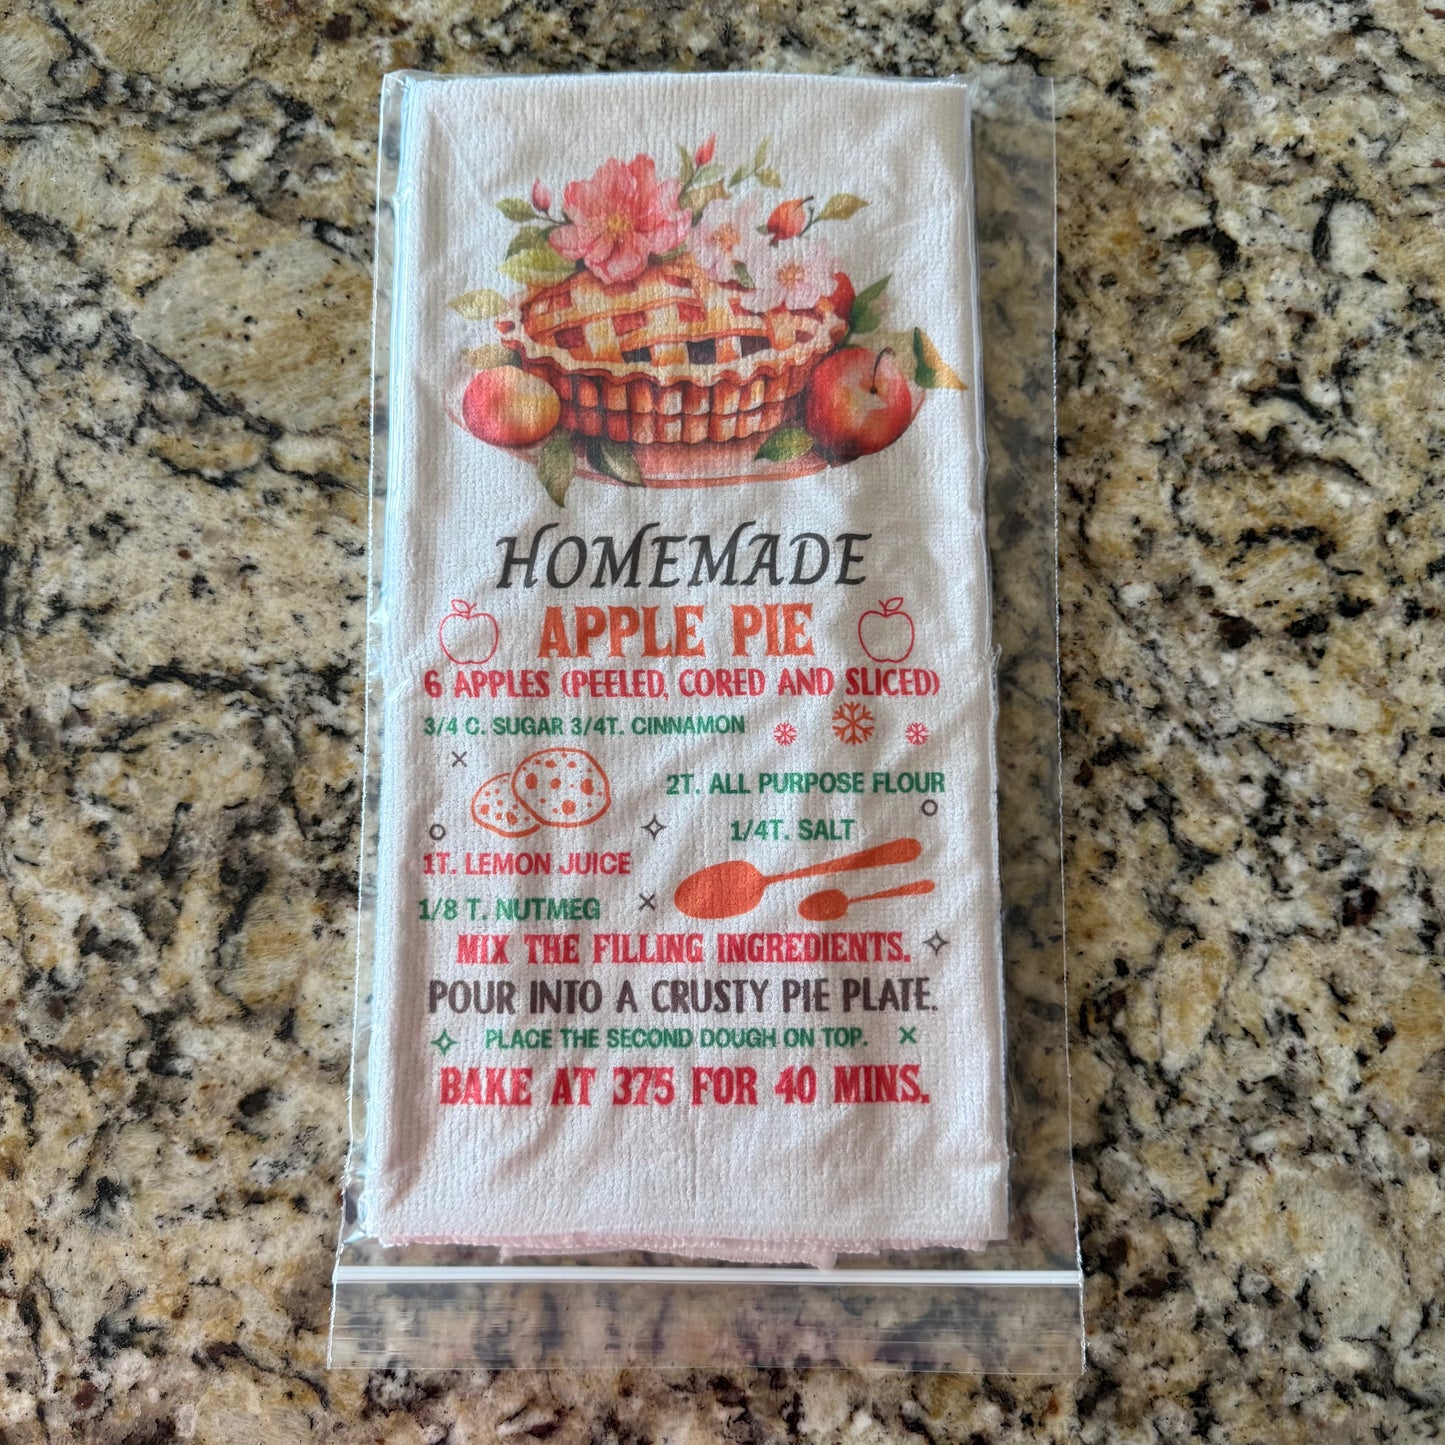 HOMEMADE
APPLE PIE
6 APPLES (PEELED, CORED AND SLICED)
3/4 C. SUGAR 3/4T. CINNAMON
2T. ALL PURPOSE FLOUR
1/4T. SALT
1T. LEMON JUICE
1/8 T. NUTMEG
MIX THE FILLING INGREDIENTS.
POUR INTO A CRUSTY PIE PLATE.
PLACE THE SECOND DOUGH ON TOP.
BAKE AT 375 FOR 40 MINS.